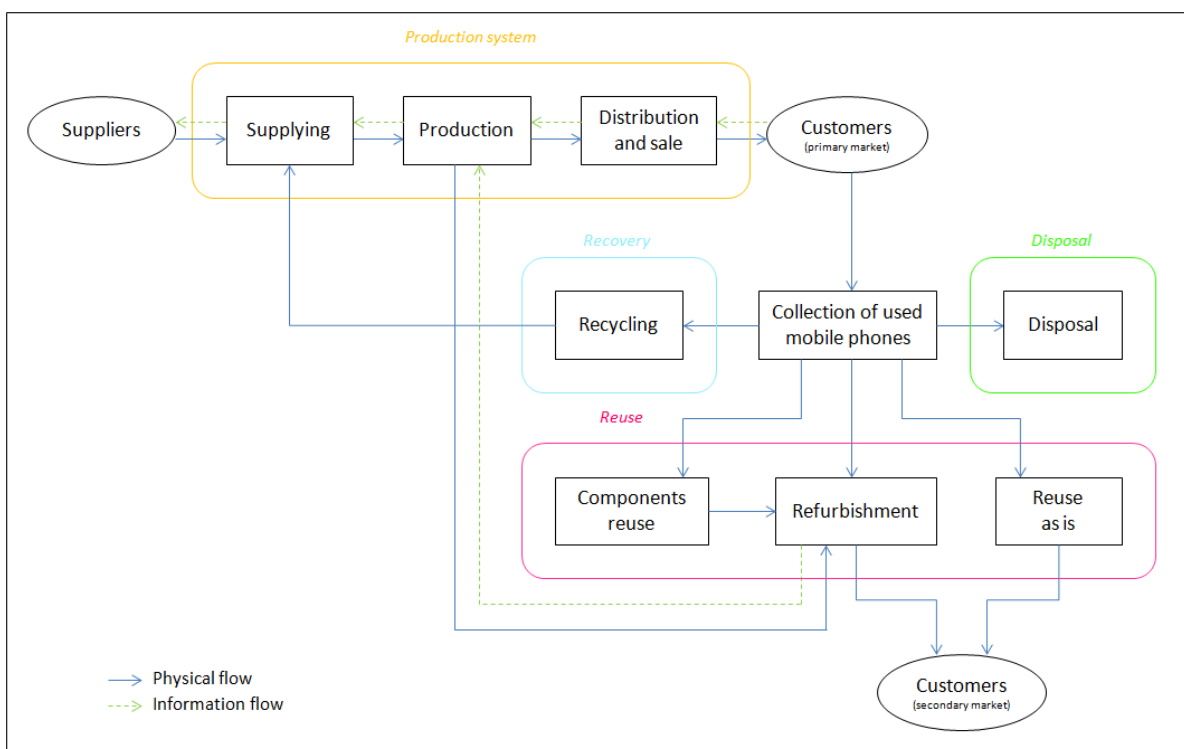 Production system
Suppliers
Supplying
Production
Distribution
and sale
Customers
(primary market)
Recovery
Disposal
Recycling
Collection of used
mobile phones
Disposal
Reuse
Components
reuse
Refurbishment
Reuse
as is
Physical flow
Information flow
Customers
(secondary market)